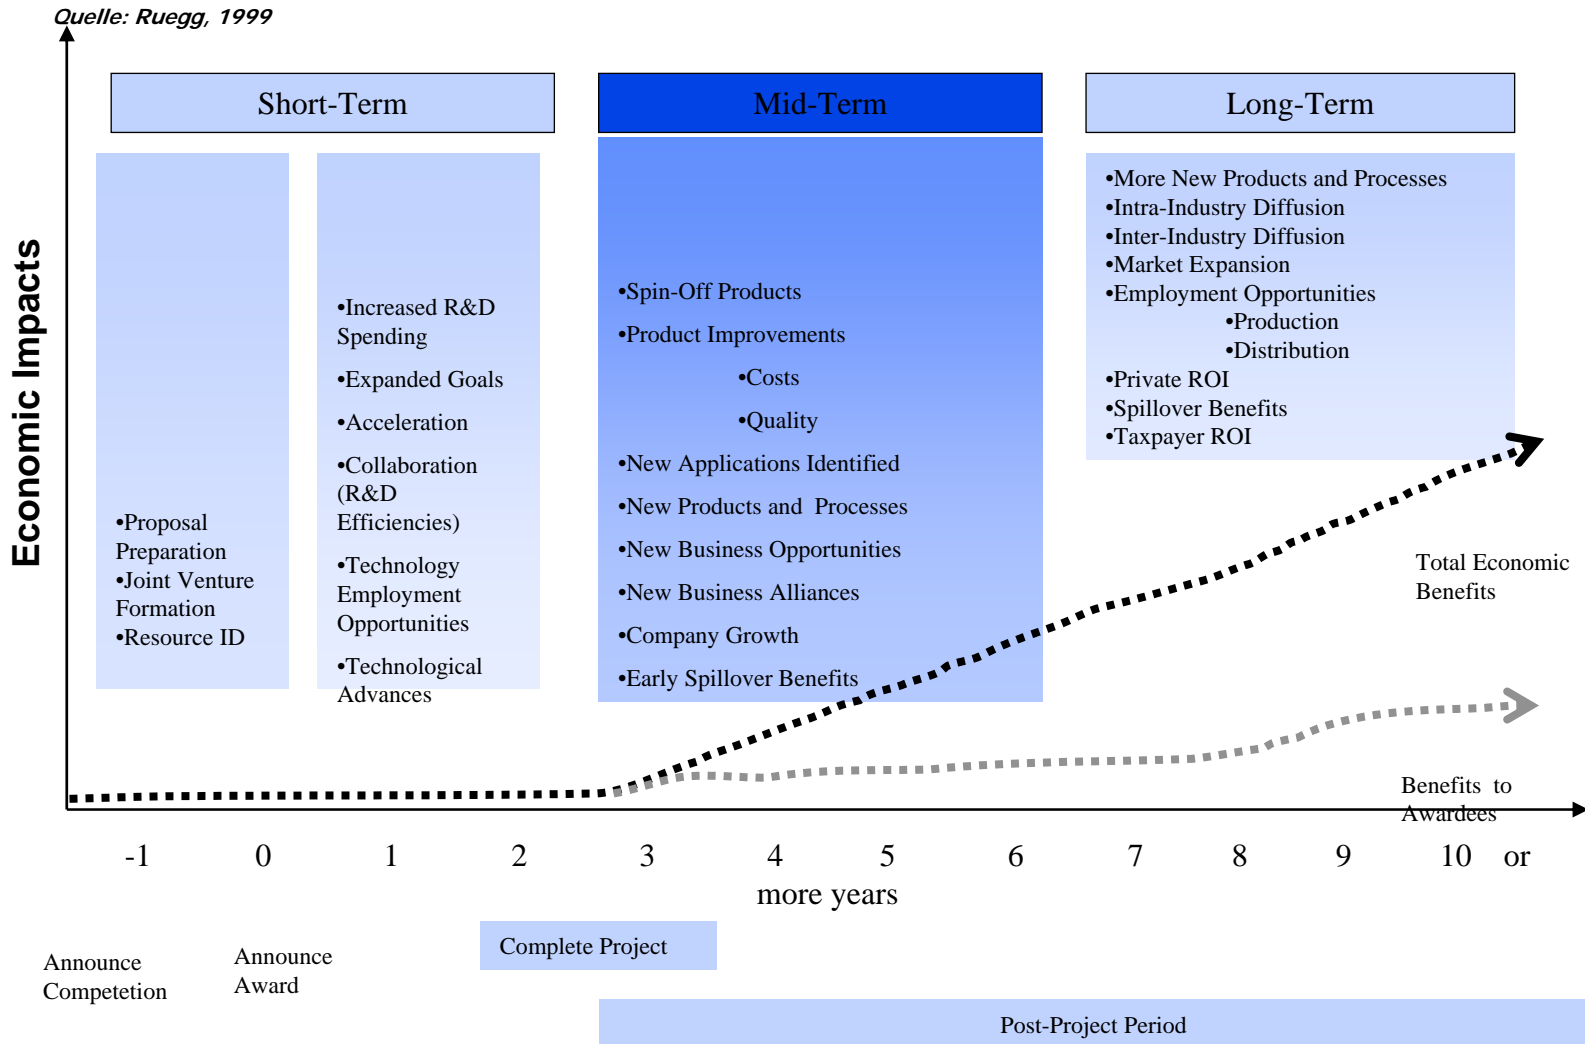 Quelle: Ruegg, 1999
Economic Impacts
Short-Term
Mid-Term
Long-Term
•Proposal
Preparation
•Joint Venture
Formation
•Resource ID
•Increased R&D
Spending
•Expanded Goals
•Acceleration
•Collaboration
(R&D
Efficiencies)
•Technology
Employment
Opportunities
•Technological
Advances
•Spin-Off Products
•Product Improvements
•Costs
•Quality
•New Applications Identified
•New Products and Processes
•New Business Opportunities
•New Business Alliances
•Company Growth
•Early Spillover Benefits
•More New Products and Processes
•Intra-Industry Diffusion
•Inter-Industry Diffusion
•Market Expansion
•Employment Opportunities
•Production
•Distribution
•Private ROI
•Spillover Benefits
•Taxpayer ROI
Total Economic
Benefits
Benefits to
Awardees
-1 0 1 2 3 4 5 6 7 8 9 10 or
more years
Announce
Competetion
Announce
Award
Complete Project
Post-Project Period